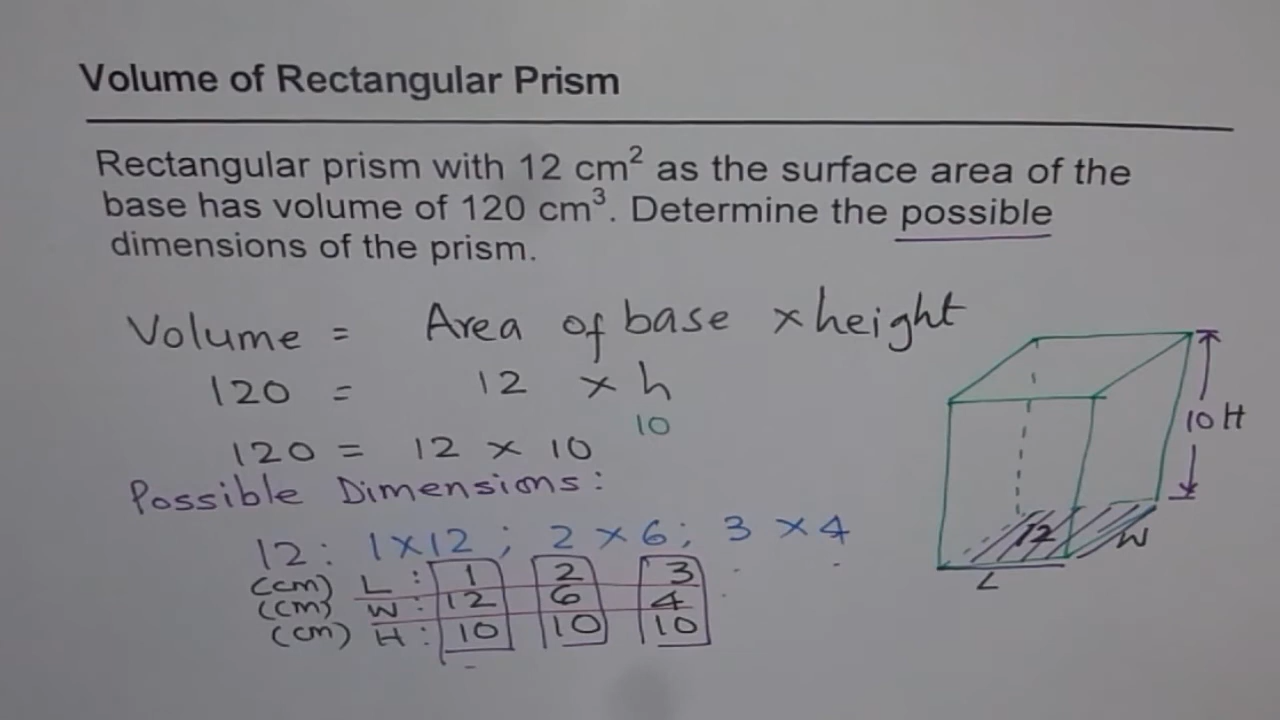 Volume of Rectangular Prism
Rectangular prism with 12 cm² as the surface area of the
base has volume of 120 cm³. Determine the possible
dimensions of the prism.
Volume = Area of base × height
120 = 12 × h
10
120 = 12 × 10
Possible Dimensions:
12: 1×12; 2×6; 3×4
(cm) L: 1 2 3
(cm) W: 12 6 4
(cm) H: 10 10 10
10 H
12
W
L